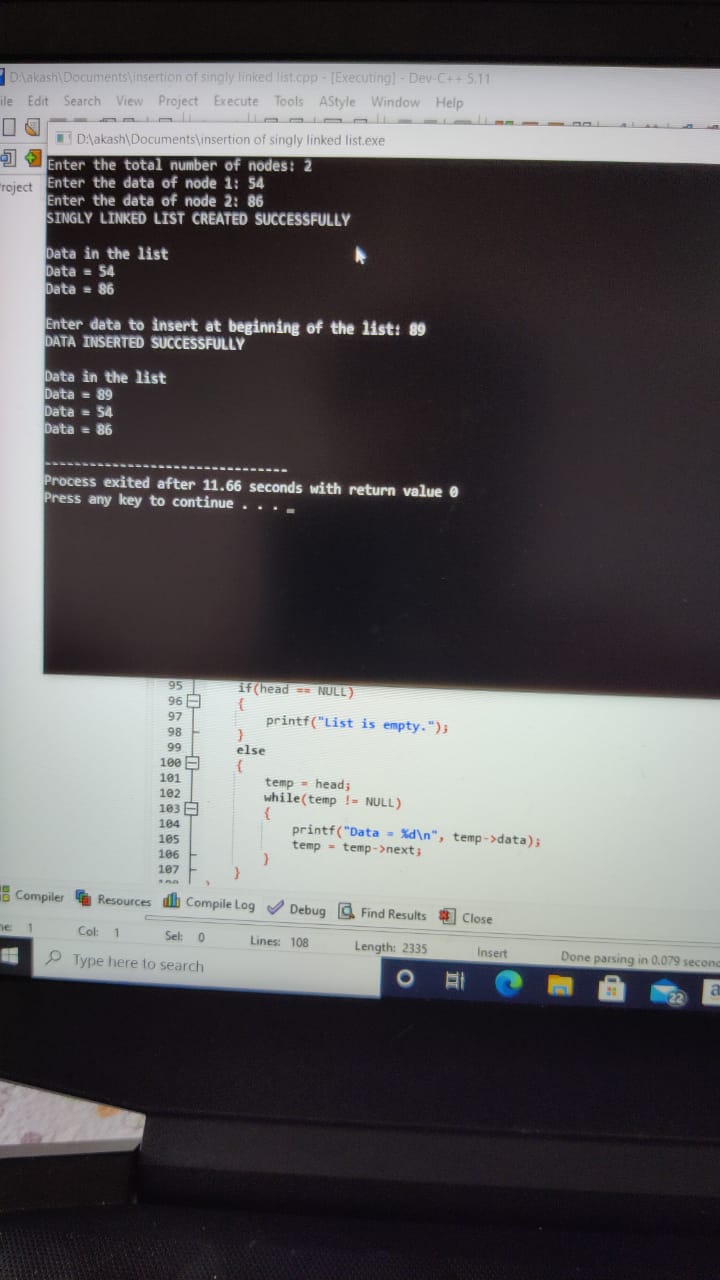 D:\akash\Documents\insertion of singly linked list.cpp - [Executing] - Dev-C++ 5.11
ile Edit Search View Project Execute Tools AStyle Window Help
D:\akash\Documents\insertion of singly linked list.exe
roject
Enter the total number of nodes: 2
Enter the data of node 1: 54
Enter the data of node 2: 86
SINGLY LINKED LIST CREATED SUCCESSFULLY
Data in the list
Data = 54
Data = 86
Enter data to insert at beginning of the list: 89
DATA INSERTED SUCCESSFULLY
Data in the list
Data = 89
Data = 54
Data = 86
--------------------------------
Process exited after 11.66 seconds with return value 0
Press any key to continue . . . _
95 if(head == NULL)
96 {
97 printf("List is empty.");
98 }
99 else
100 {
101 temp = head;
102 while(temp != NULL)
103 {
104 printf("Data = %d\n", temp->data);
105 temp = temp->next;
106 }
107 }
Compiler Resources Compile Log Debug Find Results Close
ne: 1 Col: 1 Sel: 0 Lines: 108 Length: 2335 Insert Done parsing in 0.079 secon
Type here to search
22
a